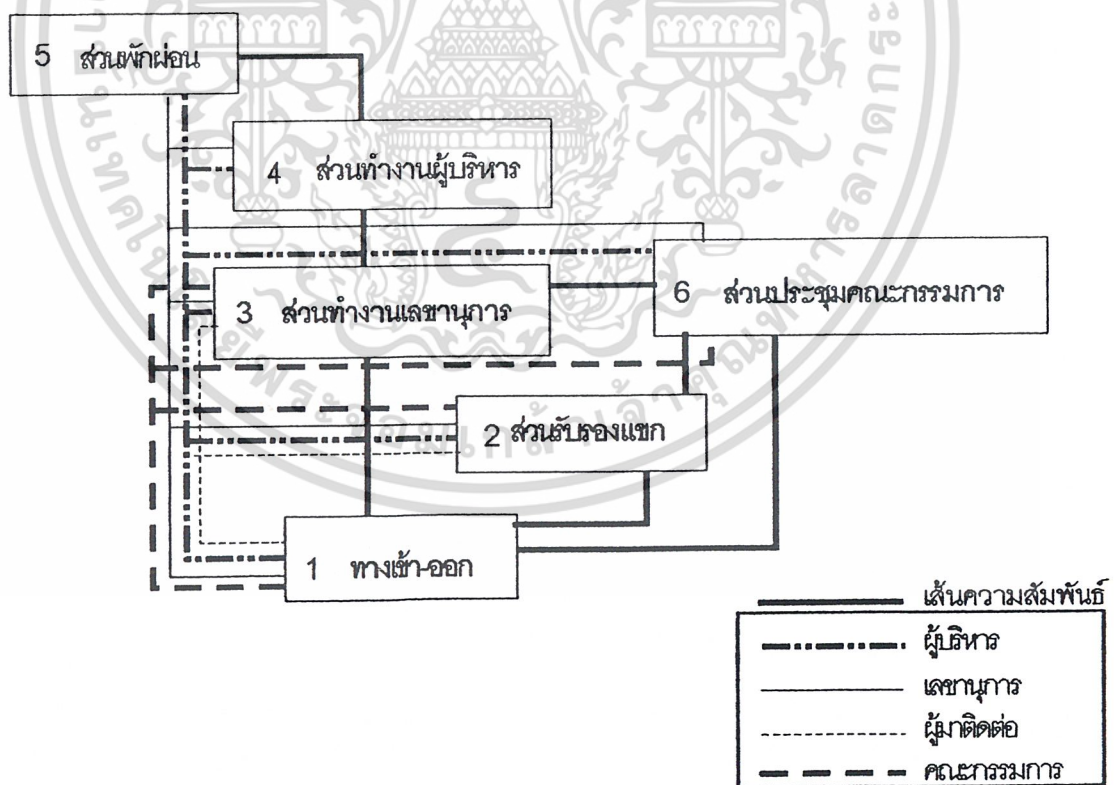 5 ส่วนพักผ่อน
4 ส่วนทำงานผู้บริหาร
3 ส่วนทำงานเลขานุการ
6 ส่วนประชุมคณะกรรมการ
2 ส่วนรับรองแขก
1 ทางเข้า-ออก
เส้นความสัมพันธ์
ผู้บริหาร
เลขานุการ
ผู้มาติดต่อ
คณะกรรมการ